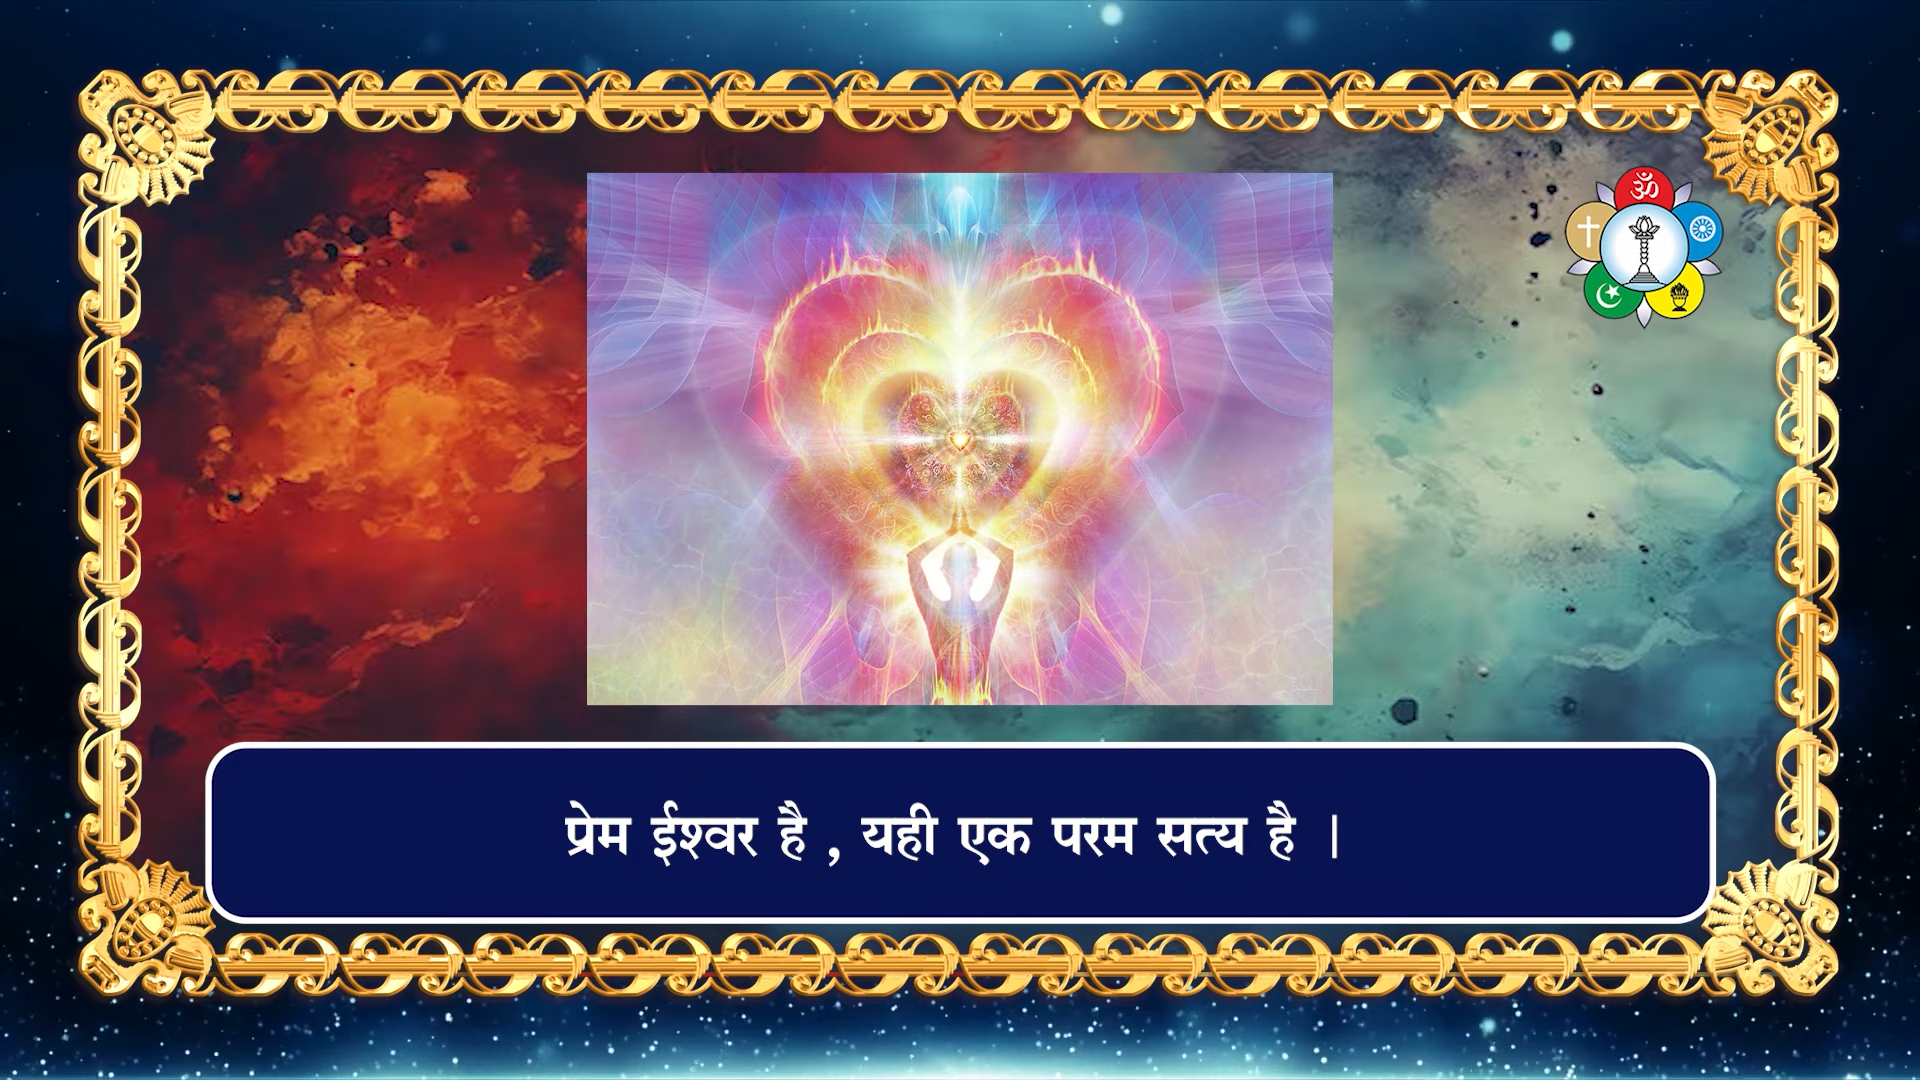 ॐ
प्रेम ईश्वर है , यही एक परम सत्य है |